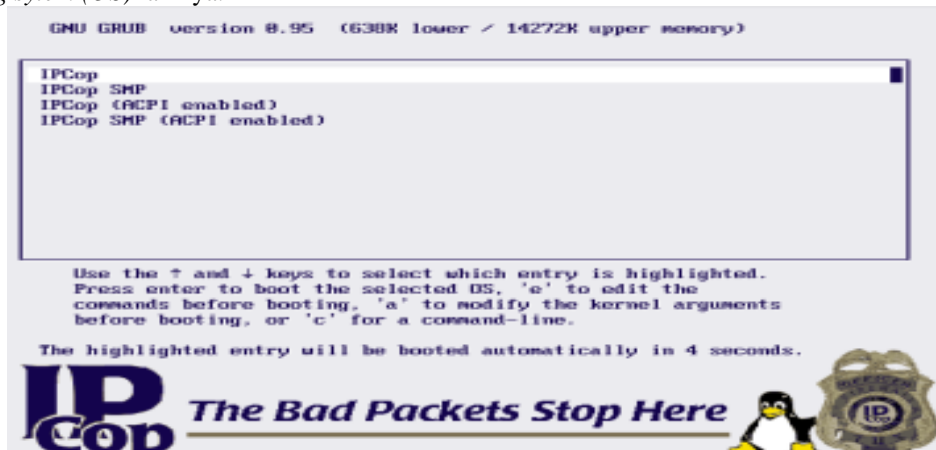 (OS)
GNU GRUB version 0.95 (638K lower / 14272K upper memory)
IPCop
IPCop SMP
IPCop (ACPI enabled)
IPCop SMP (ACPI enabled)
Use the ↑ and ↓ keys to select which entry is highlighted.
Press enter to boot the selected OS, 'e' to edit the
commands before booting, 'a' to modify the kernel arguments
before booting, or 'c' for a command-line.
The highlighted entry will be booted automatically in 4 seconds.
IP
Cop
The Bad Packets Stop Here
OFFICER
IP